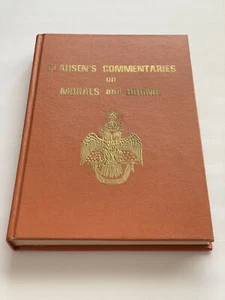 CLAUSEN'S COMMENTARIES
on
MORALS and DOGMA